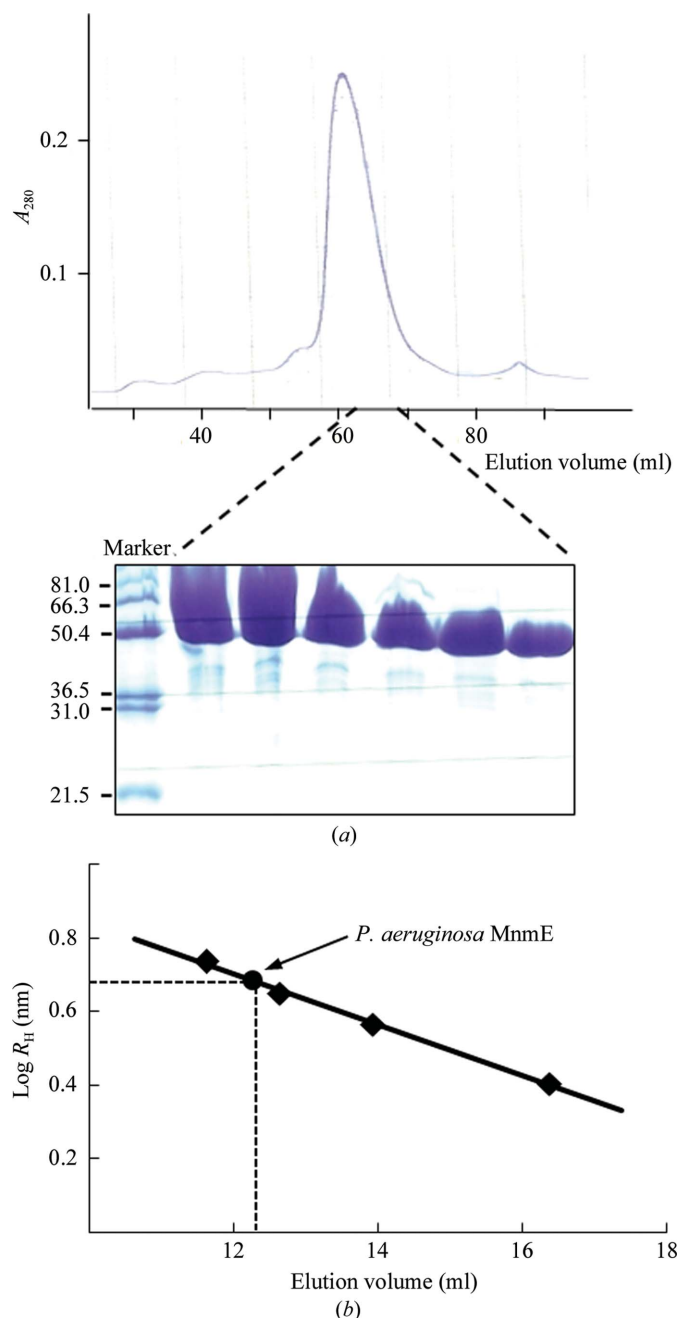 0.2
A280
0.1
40 60 80
Elution volume (ml)
Marker
81.0
66.3
50.4
36.5
31.0
21.5
(a)
0.8
P. aeruginosa MnmE
0.6
Log RH (nm)
0.4
0.2
12 14 16 18
Elution volume (ml)
(b)